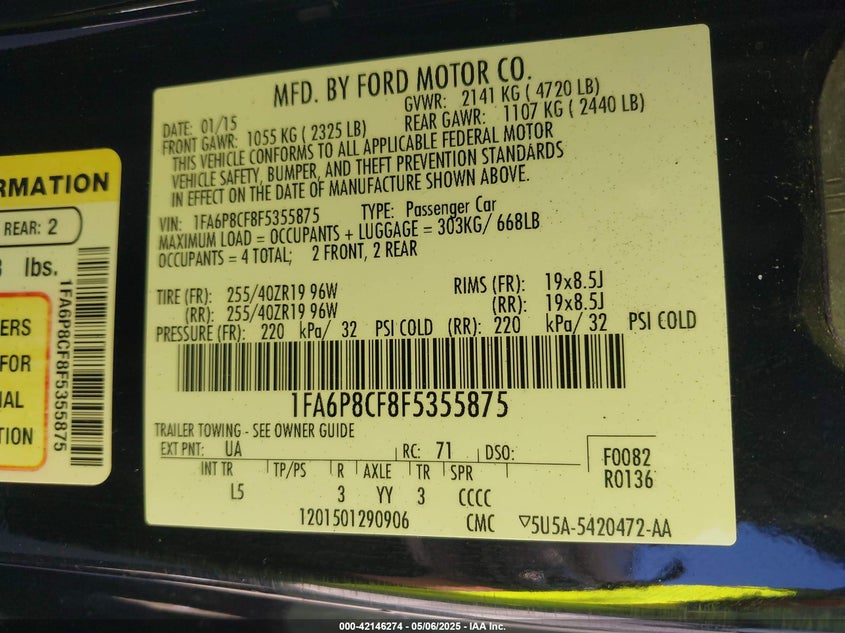 MFD. BY FORD MOTOR CO.
DATE: 01/15 GVWR: 2141 KG ( 4720 LB)
FRONT GAWR: 1055 KG ( 2325 LB) REAR GAWR: 1107 KG ( 2440 LB)
THIS VEHICLE CONFORMS TO ALL APPLICABLE FEDERAL MOTOR
VEHICLE SAFETY, BUMPER, AND THEFT PREVENTION STANDARDS
IN EFFECT ON THE DATE OF MANUFACTURE SHOWN ABOVE.
VIN: 1FA6P8CF8F5355875 TYPE: Passenger Car
MAXIMUM LOAD = OCCUPANTS + LUGGAGE = 303KG/ 668LB
OCCUPANTS = 4 TOTAL; 2 FRONT, 2 REAR
TIRE (FR): 255/40ZR19 96W RIMS (FR): 19x8.5J
(RR): 255/40ZR19 96W (RR): 19x8.5J
PRESSURE (FR): 220 kPa/ 32 PSI COLD (RR): 220 kPa/ 32 PSI COLD
1FA6P8CF8F5355875
TRAILER TOWING - SEE OWNER GUIDE
EXT PNT: UA RC: 71 DSO:
F0082
R0136
INT TR TP/PS R AXLE TR SPR
L5 3 YY 3 CCCC
1201501290906 CMC ▽5U5A-5420472-AA
RMATION
REAR: 2
lbs.
ERS
FOR
IAL
TION
1FA6P8CF8F5355875
000-42146274 - 05/06/2025 - IAA Inc.